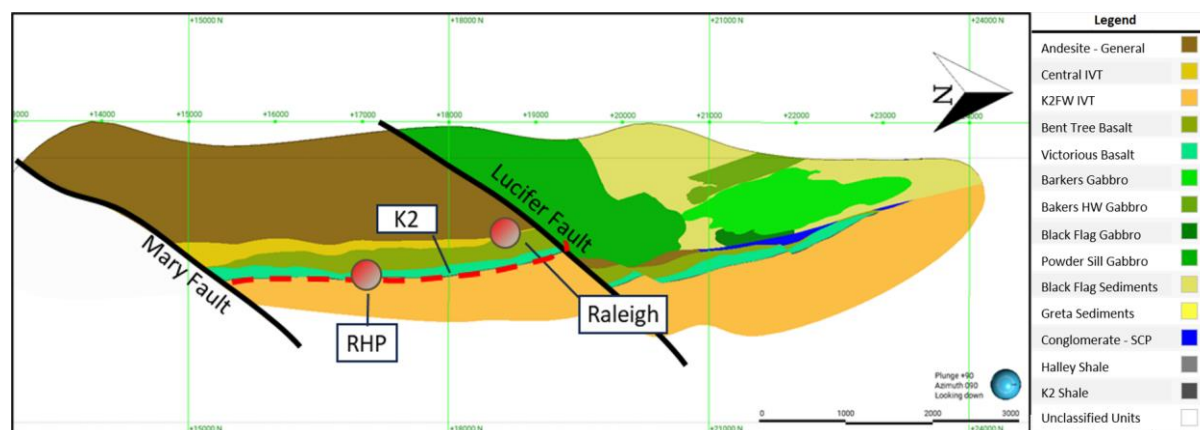 +15000 N
+18000 N
+21000 N
+24000 N
+14000 N
+15000 N
+16000 N
+17000 N
+18000 N
+19000 N
+20000 N
+21000 N
+22000 N
+23000 N
N
Lucifer Fault
K2
Mary Fault
Raleigh
RHP
Plunge +90
Azimuth 090
Looking down
0 1000 2000 3000
+15000 N
+18000 N
+21000 N
+24000 N
Legend
Andesite - General
Central IVT
K2FW IVT
Bent Tree Basalt
Victorious Basalt
Barkers Gabbro
Bakers HW Gabbro
Black Flag Gabbro
Powder Sill Gabbro
Black Flag Sediments
Greta Sediments
Conglomerate - SCP
Halley Shale
K2 Shale
Unclassified Units